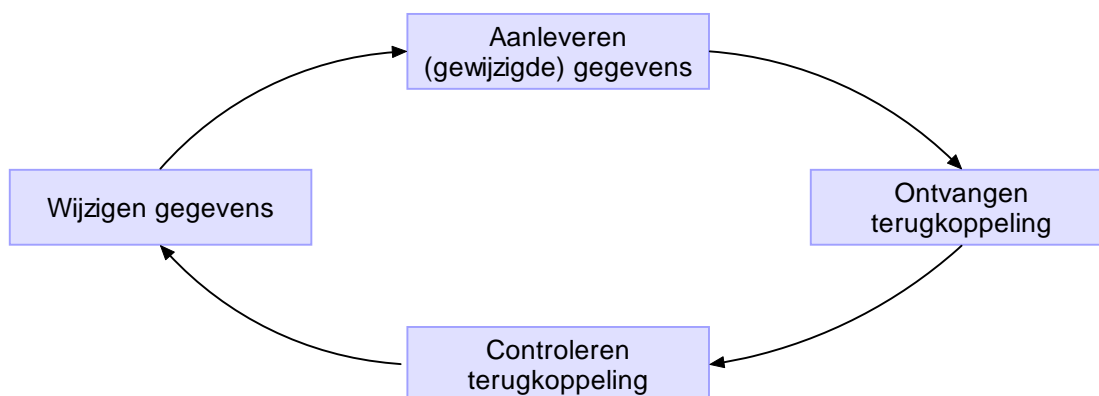 Aanleveren
(gewijzigde) gegevens
Wijzigen gegevens
Ontvangen
terugkoppeling
Controleren
terugkoppeling